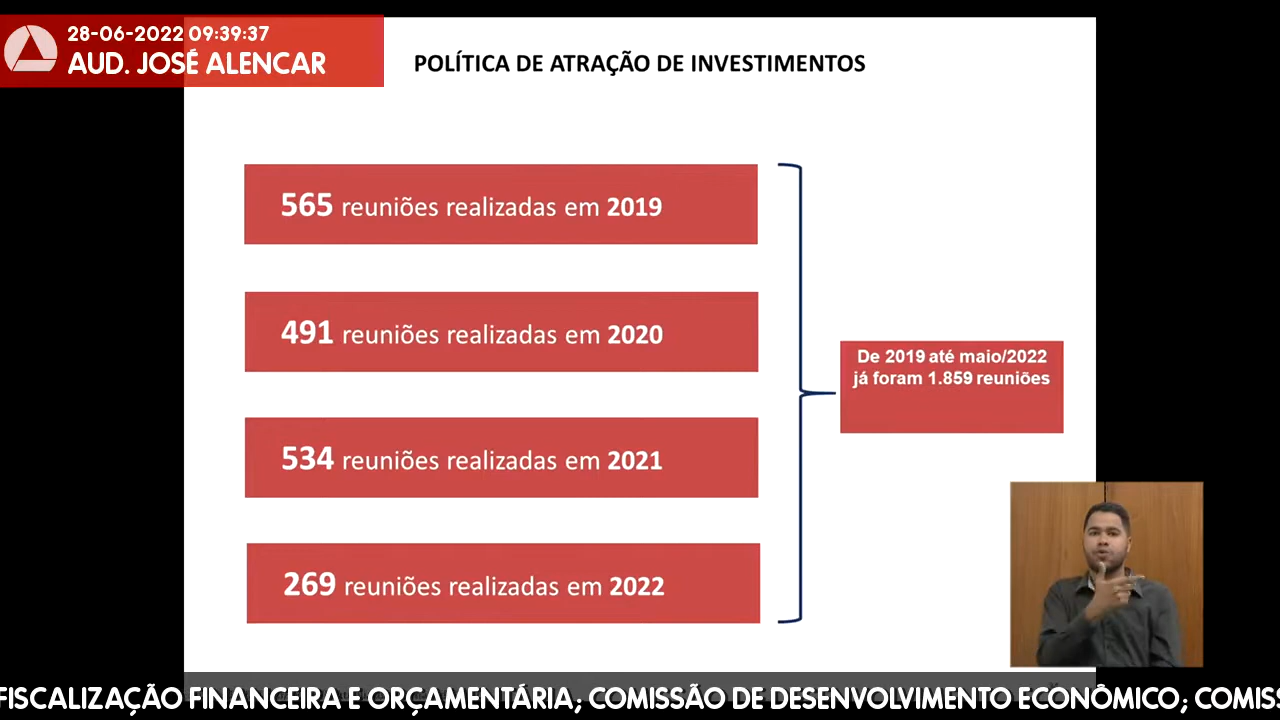 28-06-2022 09:39:37
AUD. JOSÉ ALENCAR
POLÍTICA DE ATRAÇÃO DE INVESTIMENTOS
565 reuniões realizadas em 2019
491 reuniões realizadas em 2020
534 reuniões realizadas em 2021
269 reuniões realizadas em 2022
De 2019 até maio/2022
já foram 1.859 reuniões
FISCALIZAÇÃO FINANCEIRA E ORÇAMENTÁRIA; COMISSÃO DE DESENVOLVIMENTO ECONÔMICO; COMISS